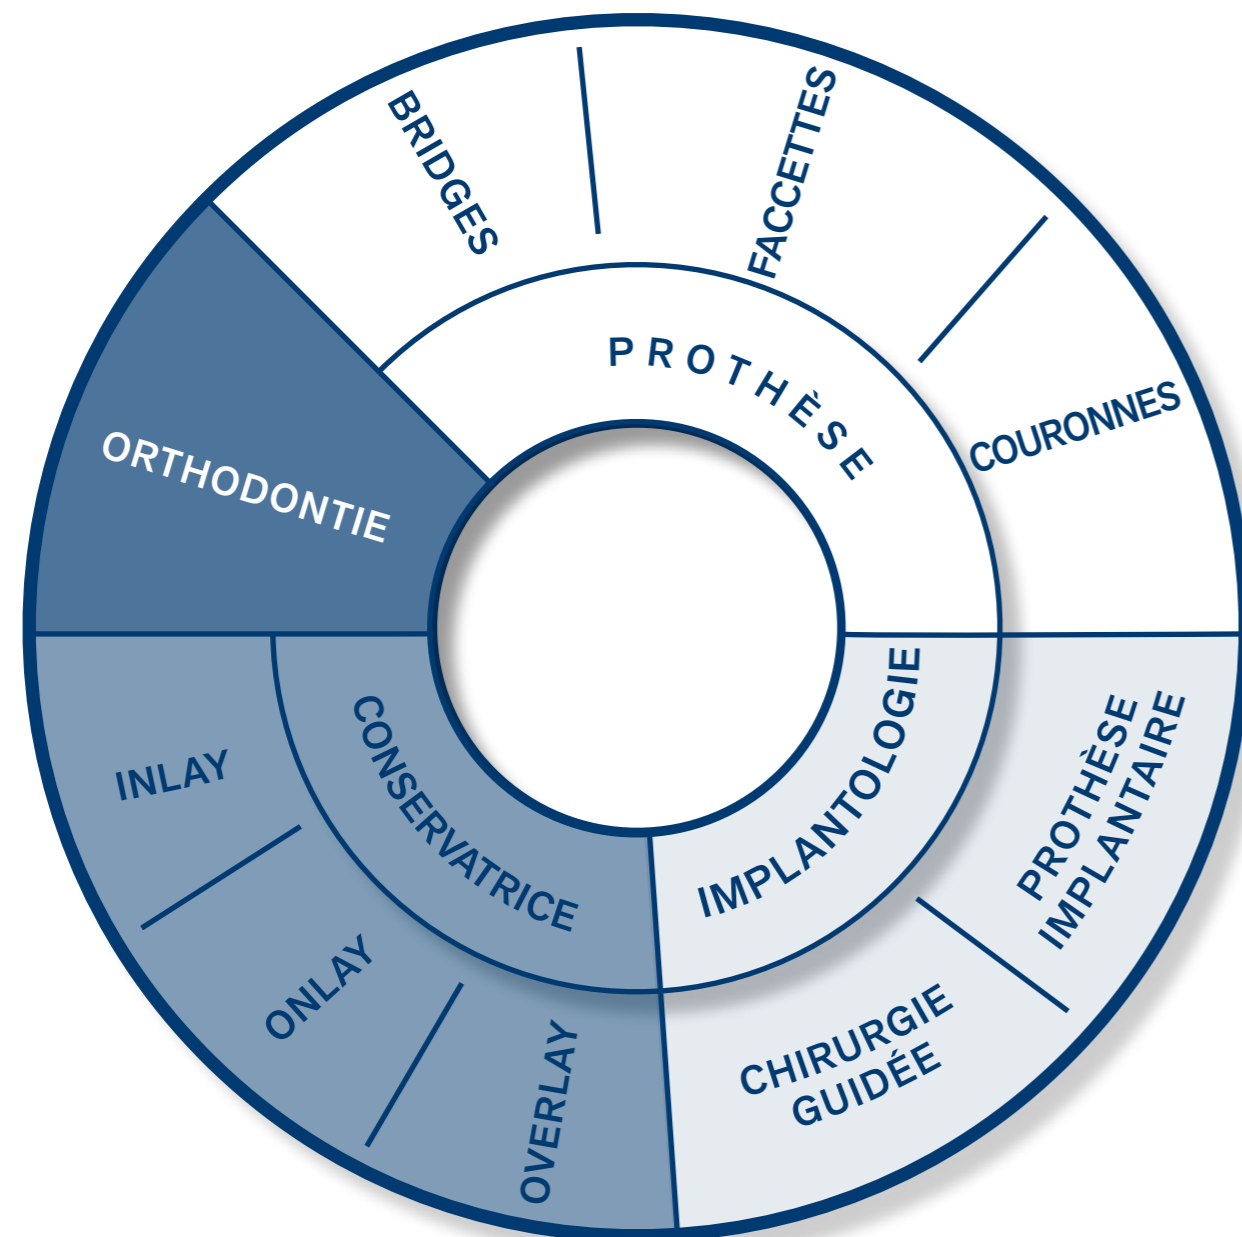 BRIDGES
FACCETTES
COURONNES
PROTHÈSE
ORTHODONTIE
CONSERVATRICE
INLAY
ONLAY
OVERLAY
IMPLANTOLOGIE
PROTHÈSE
IMPLANTAIRE
CHIRURGIE
GUIDÉE